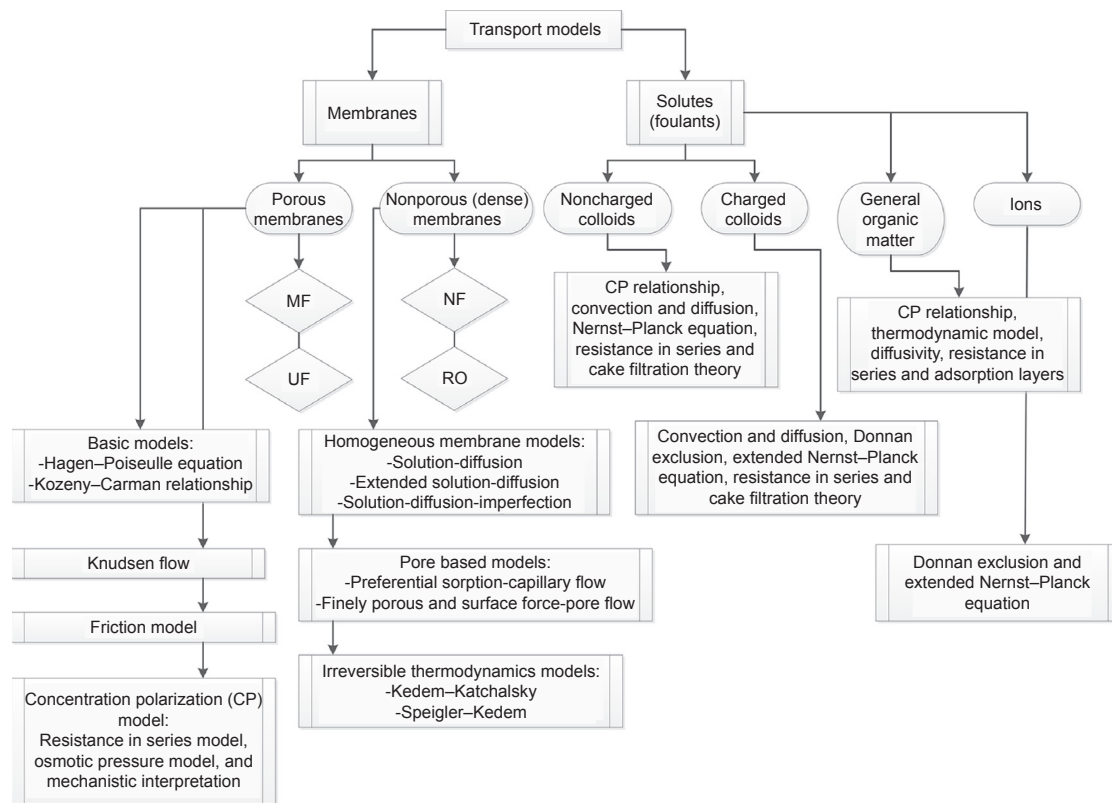 Transport models
Membranes
Solutes
(foulants)
Porous
membranes
Nonporous (dense)
membranes
Noncharged
colloids
Charged
colloids
General
organic
matter
Ions
MF
UF
NF
RO
CP relationship,
convection and diffusion,
Nernst–Planck equation,
resistance in series and
cake filtration theory
CP relationship,
thermodynamic model,
diffusivity, resistance in
series and adsorption layers
Basic models:
-Hagen–Poiseulle equation
-Kozeny–Carman relationship
Homogeneous membrane models:
-Solution-diffusion
-Extended solution-diffusion
-Solution-diffusion-imperfection
Convection and diffusion, Donnan
exclusion, extended Nernst–Planck
equation, resistance in series and
cake filtration theory
Knudsen flow
Pore based models:
-Preferential sorption-capillary flow
-Finely porous and surface force-pore flow
Donnan exclusion and
extended Nernst–Planck
equation
Friction model
Irreversible thermodynamics models:
-Kedem–Katchalsky
-Speigler–Kedem
Concentration polarization (CP)
model:
Resistance in series model,
osmotic pressure model, and
mechanistic interpretation